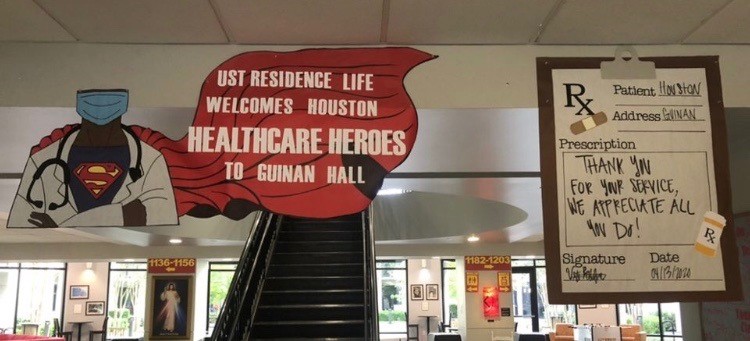 UST RESIDENCE LIFE
WELCOMES HOUSTON
HEALTHCARE HEROES
TO GUINAN HALL
S
Rx
Patient HOUSTON
Address GUINAN
Prescription
THANK YOU
FOR YOUR SERVICE,
WE APPRECIATE ALL
YOU DO!
Rx
Signature Date
04/13/2020
1136-1156
1182-1203